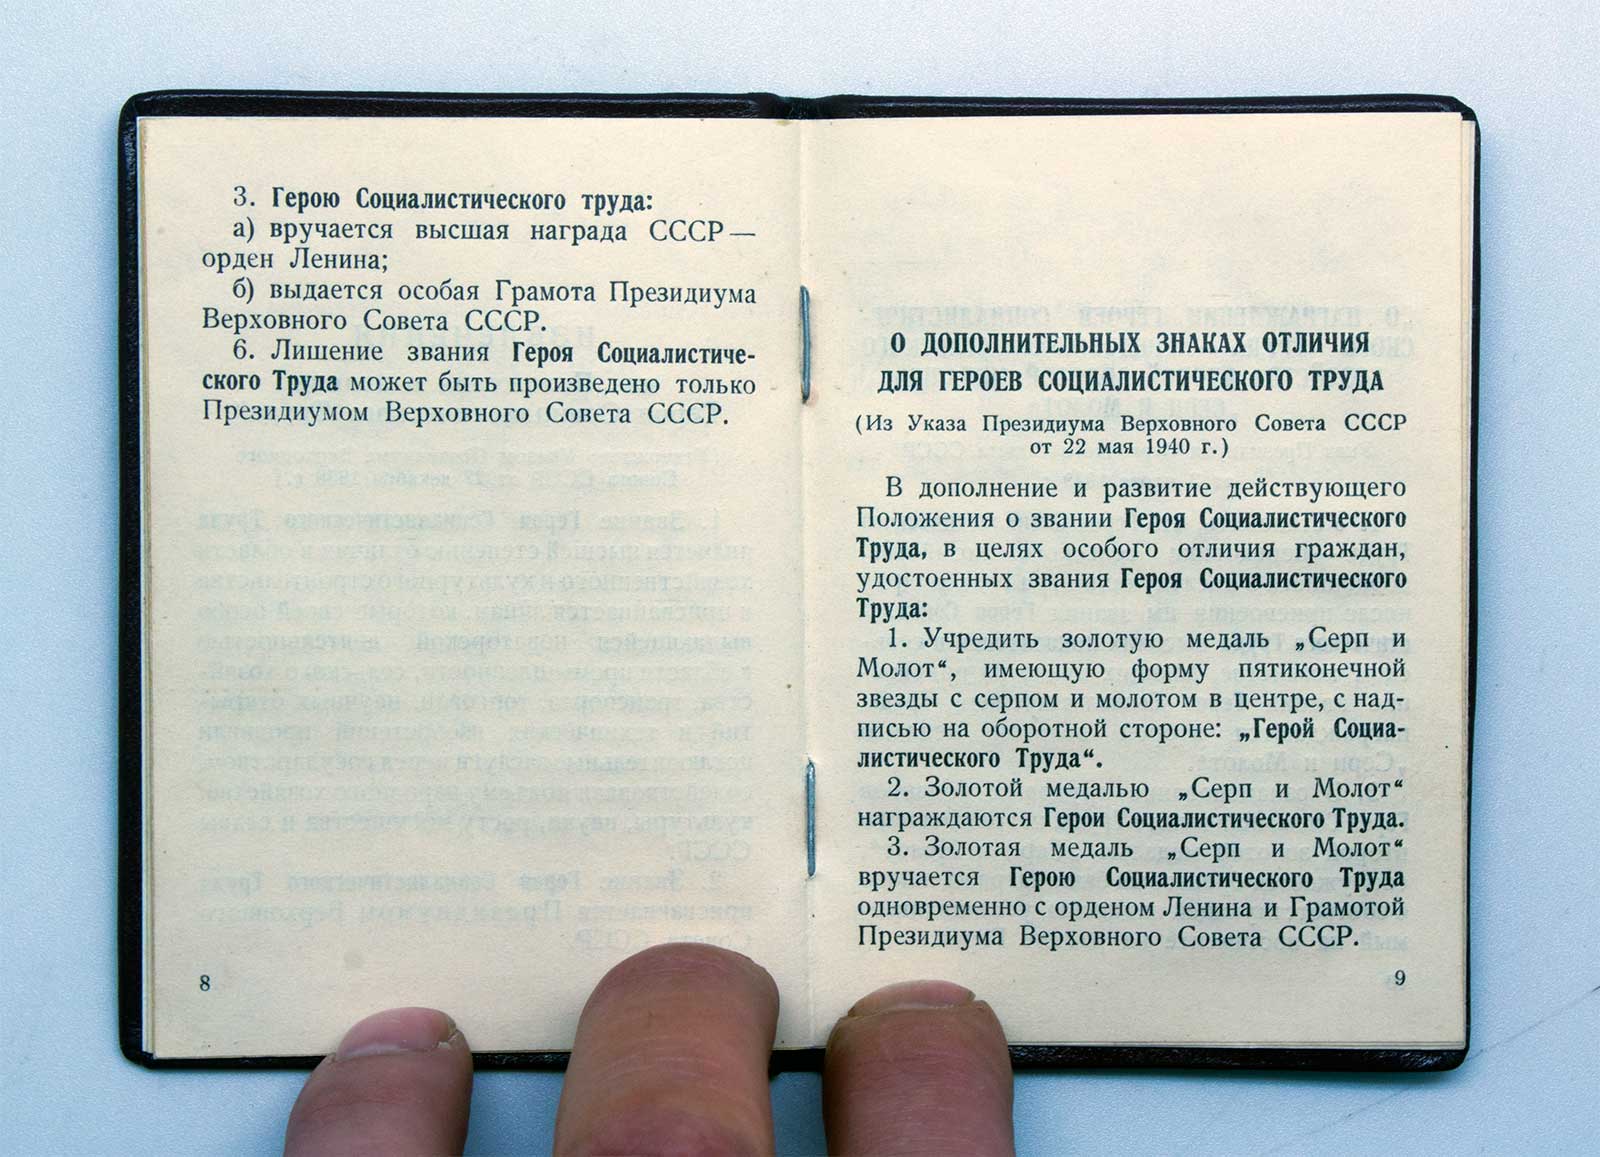 3. Герою Социалистического труда:
а) вручается высшая награда СССР —
орден Ленина;
б) выдается особая Грамота Президиума
Верховного Совета СССР.
6. Лишение звания Героя Социалистиче-
ского Труда может быть произведено только
Президиумом Верховного Совета СССР.
8
О ДОПОЛНИТЕЛЬНЫХ ЗНАКАХ ОТЛИЧИЯ
ДЛЯ ГЕРОЕВ СОЦИАЛИСТИЧЕСКОГО ТРУДА
(Из Указа Президиума Верховного Совета СССР
от 22 мая 1940 г.)
В дополнение и развитие действующего
Положения о звании Героя Социалистического
Труда, в целях особого отличия граждан,
удостоенных звания Героя Социалистического
Труда:
1. Учредить золотую медаль „Серп и
Молот“, имеющую форму пятиконечной
звезды с серпом и молотом в центре, с над-
писью на оборотной стороне: „Герой Социа-
листического Труда“.
2. Золотой медалью „Серп и Молот“
награждаются Герои Социалистического Труда.
3. Золотая медаль „Серп и Молот“
вручается Герою Социалистического Труда
одновременно с орденом Ленина и Грамотой
Президиума Верховного Совета СССР.
9